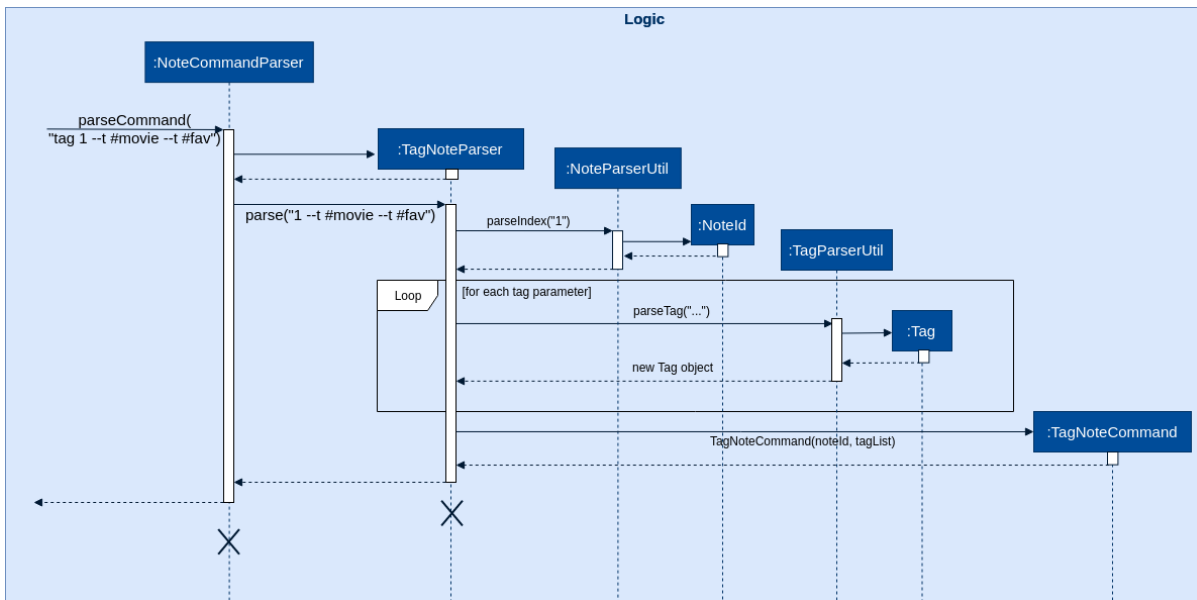 Logic
:NoteCommandParser
parseCommand(
"tag 1 --t #movie --t #fav")
:TagNoteParser
:NoteParserUtil
parse("1 --t #movie --t #fav")
parseIndex("1")
:NoteId
:TagParserUtil
Loop
[for each tag parameter]
parseTag("...")
:Tag
new Tag object
:TagNoteCommand
TagNoteCommand(noteId, tagList)